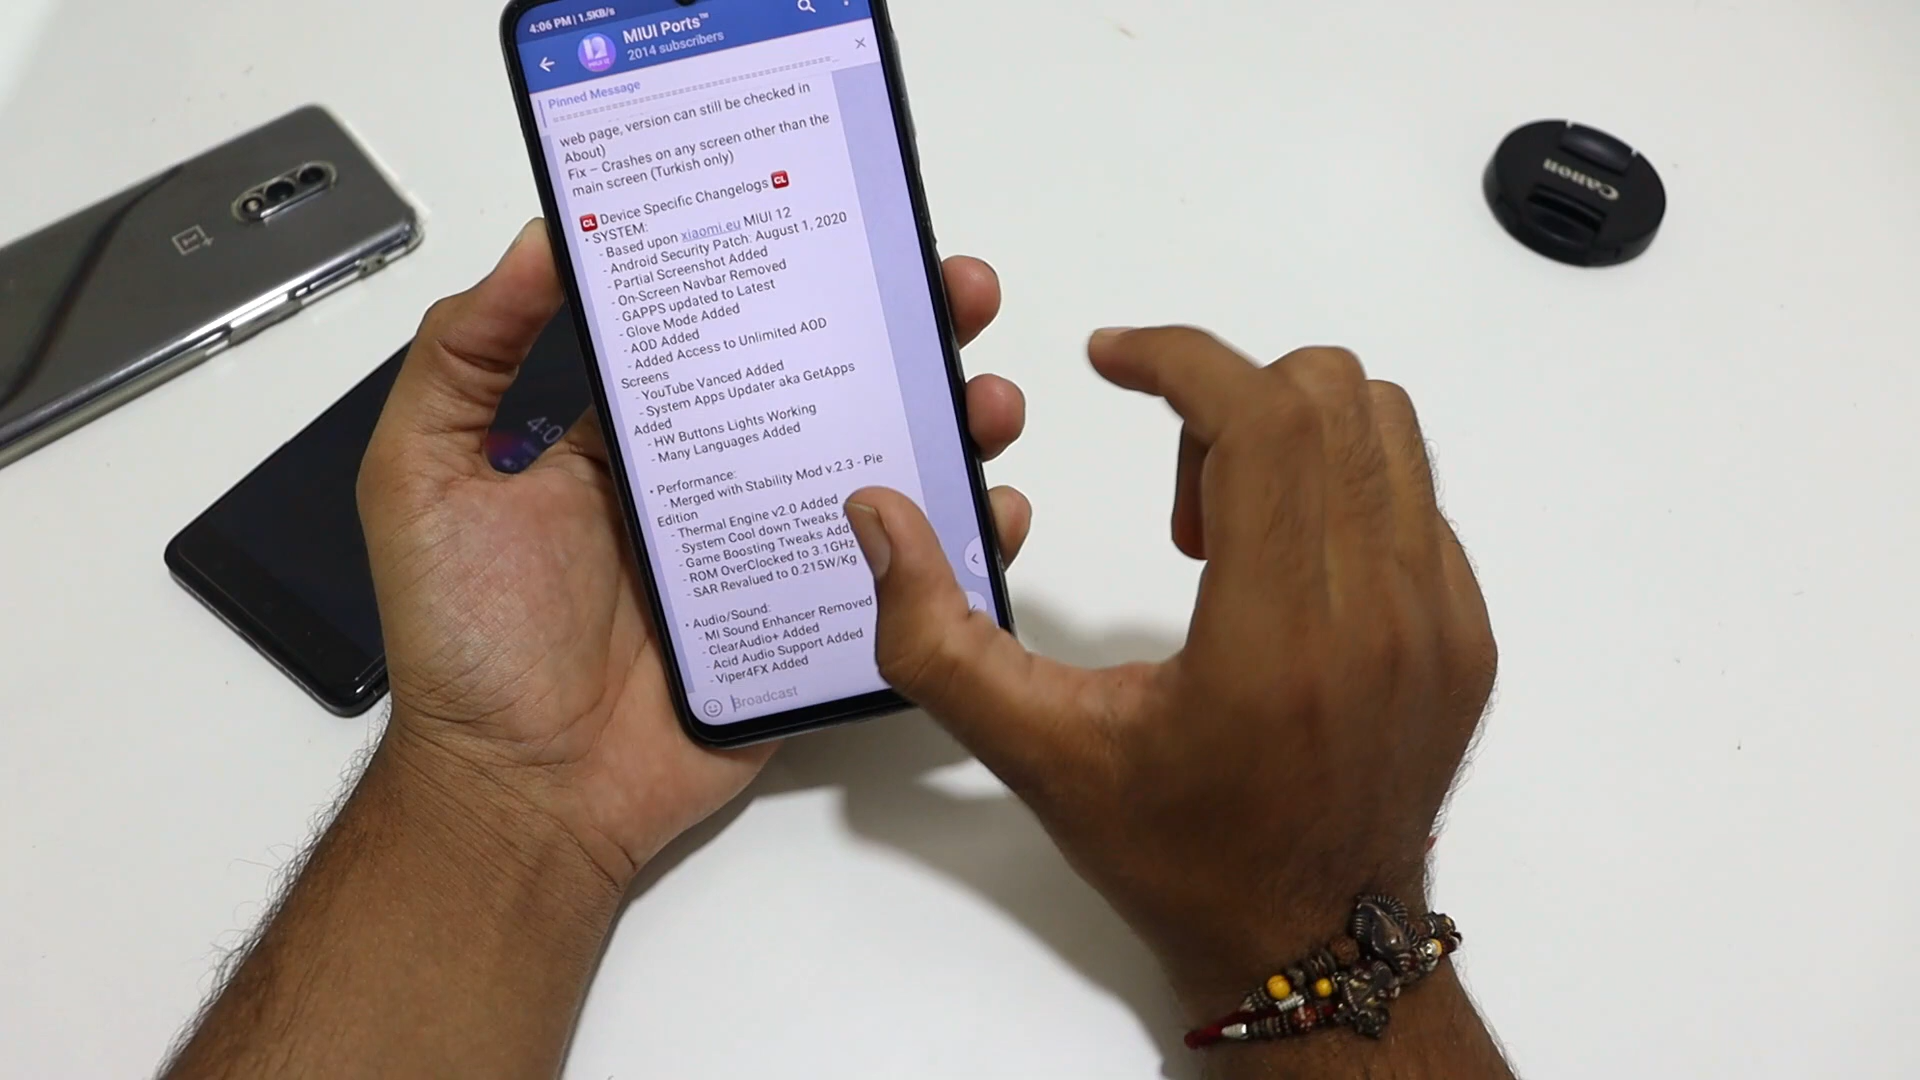 4:06 PM | 1.5KB/s
MIUI Ports™
2014 subscribers
Pinned Message
web page, version can still be checked in
About)
Fix – Crashes on any screen other than the
main screen (Turkish only)
CL Device Specific Changelogs CL
• SYSTEM:
- Based upon xiaomi.eu MIUI 12
- Android Security Patch: August 1, 2020
- Partial Screenshot Added
- On-Screen Navbar Removed
- GAPPS updated to Latest
- Glove Mode Added
- AOD Added
- Added Access to Unlimited AOD
Screens
- YouTube Vanced Added
- System Apps Updater aka GetApps
Added
- HW Buttons Lights Working
- Many Languages Added
• Performance:
- Merged with Stability Mod v.2.3 - Pie
Edition
- Thermal Engine v2.0 Added
- System Cool down Tweaks
- Game Boosting Tweaks
- ROM OverClocked to 3.1GHz
- SAR Revalued to 0.215W/Kg
• Audio/Sound:
- MI Sound Enhancer Removed
- ClearAudio+ Added
- Acid Audio Support Added
- Viper4FX Added
Broadcast
Canon